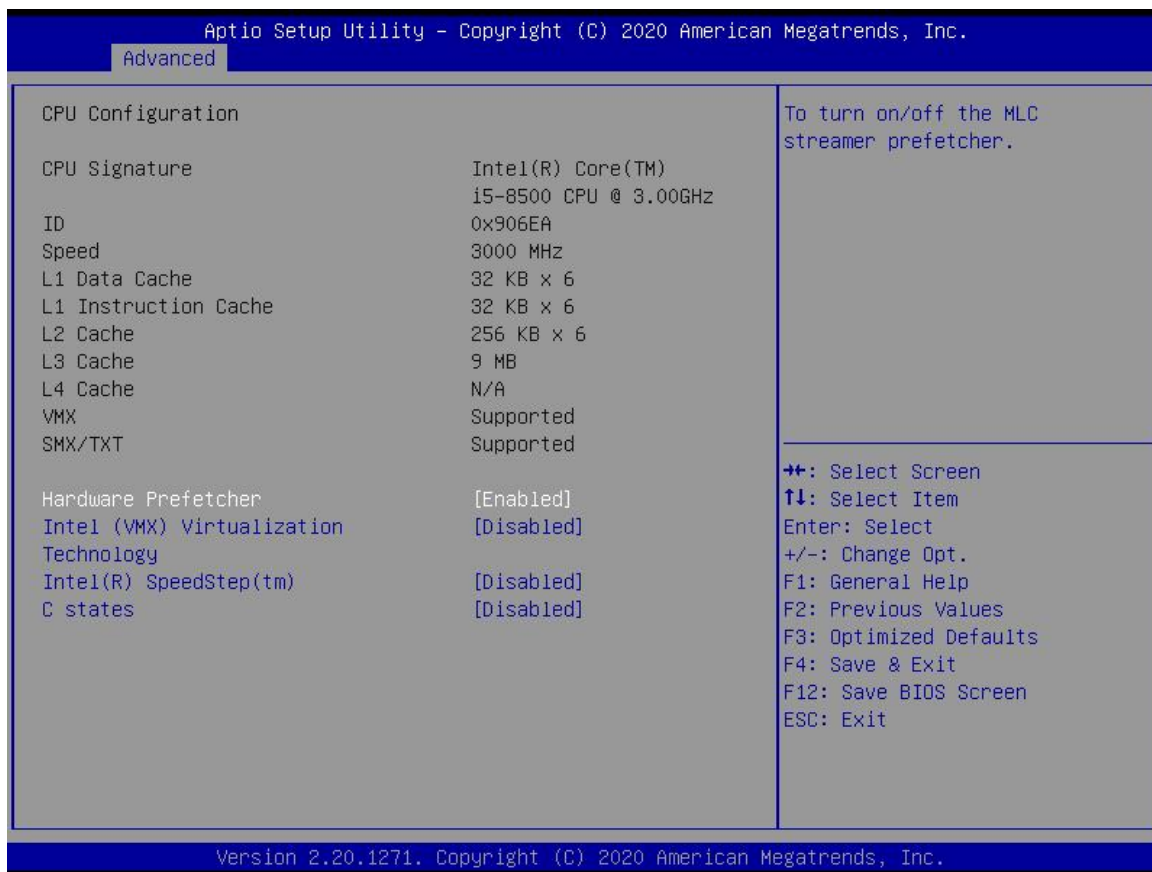 Aptio Setup Utility – Copyright (C) 2020 American Megatrends, Inc.
Advanced
CPU Configuration
CPU Signature Intel(R) Core(TM)
i5-8500 CPU @ 3.00GHz
ID 0x906EA
Speed 3000 MHz
L1 Data Cache 32 KB x 6
L1 Instruction Cache 32 KB x 6
L2 Cache 256 KB x 6
L3 Cache 9 MB
L4 Cache N/A
VMX Supported
SMX/TXT Supported
Hardware Prefetcher [Enabled]
Intel (VMX) Virtualization [Disabled]
Technology
Intel(R) SpeedStep(tm) [Disabled]
C states [Disabled]
To turn on/off the MLC
streamer prefetcher.
→←: Select Screen
↑↓: Select Item
Enter: Select
+/-: Change Opt.
F1: General Help
F2: Previous Values
F3: Optimized Defaults
F4: Save & Exit
F12: Save BIOS Screen
ESC: Exit
Version 2.20.1271. Copyright (C) 2020 American Megatrends, Inc.